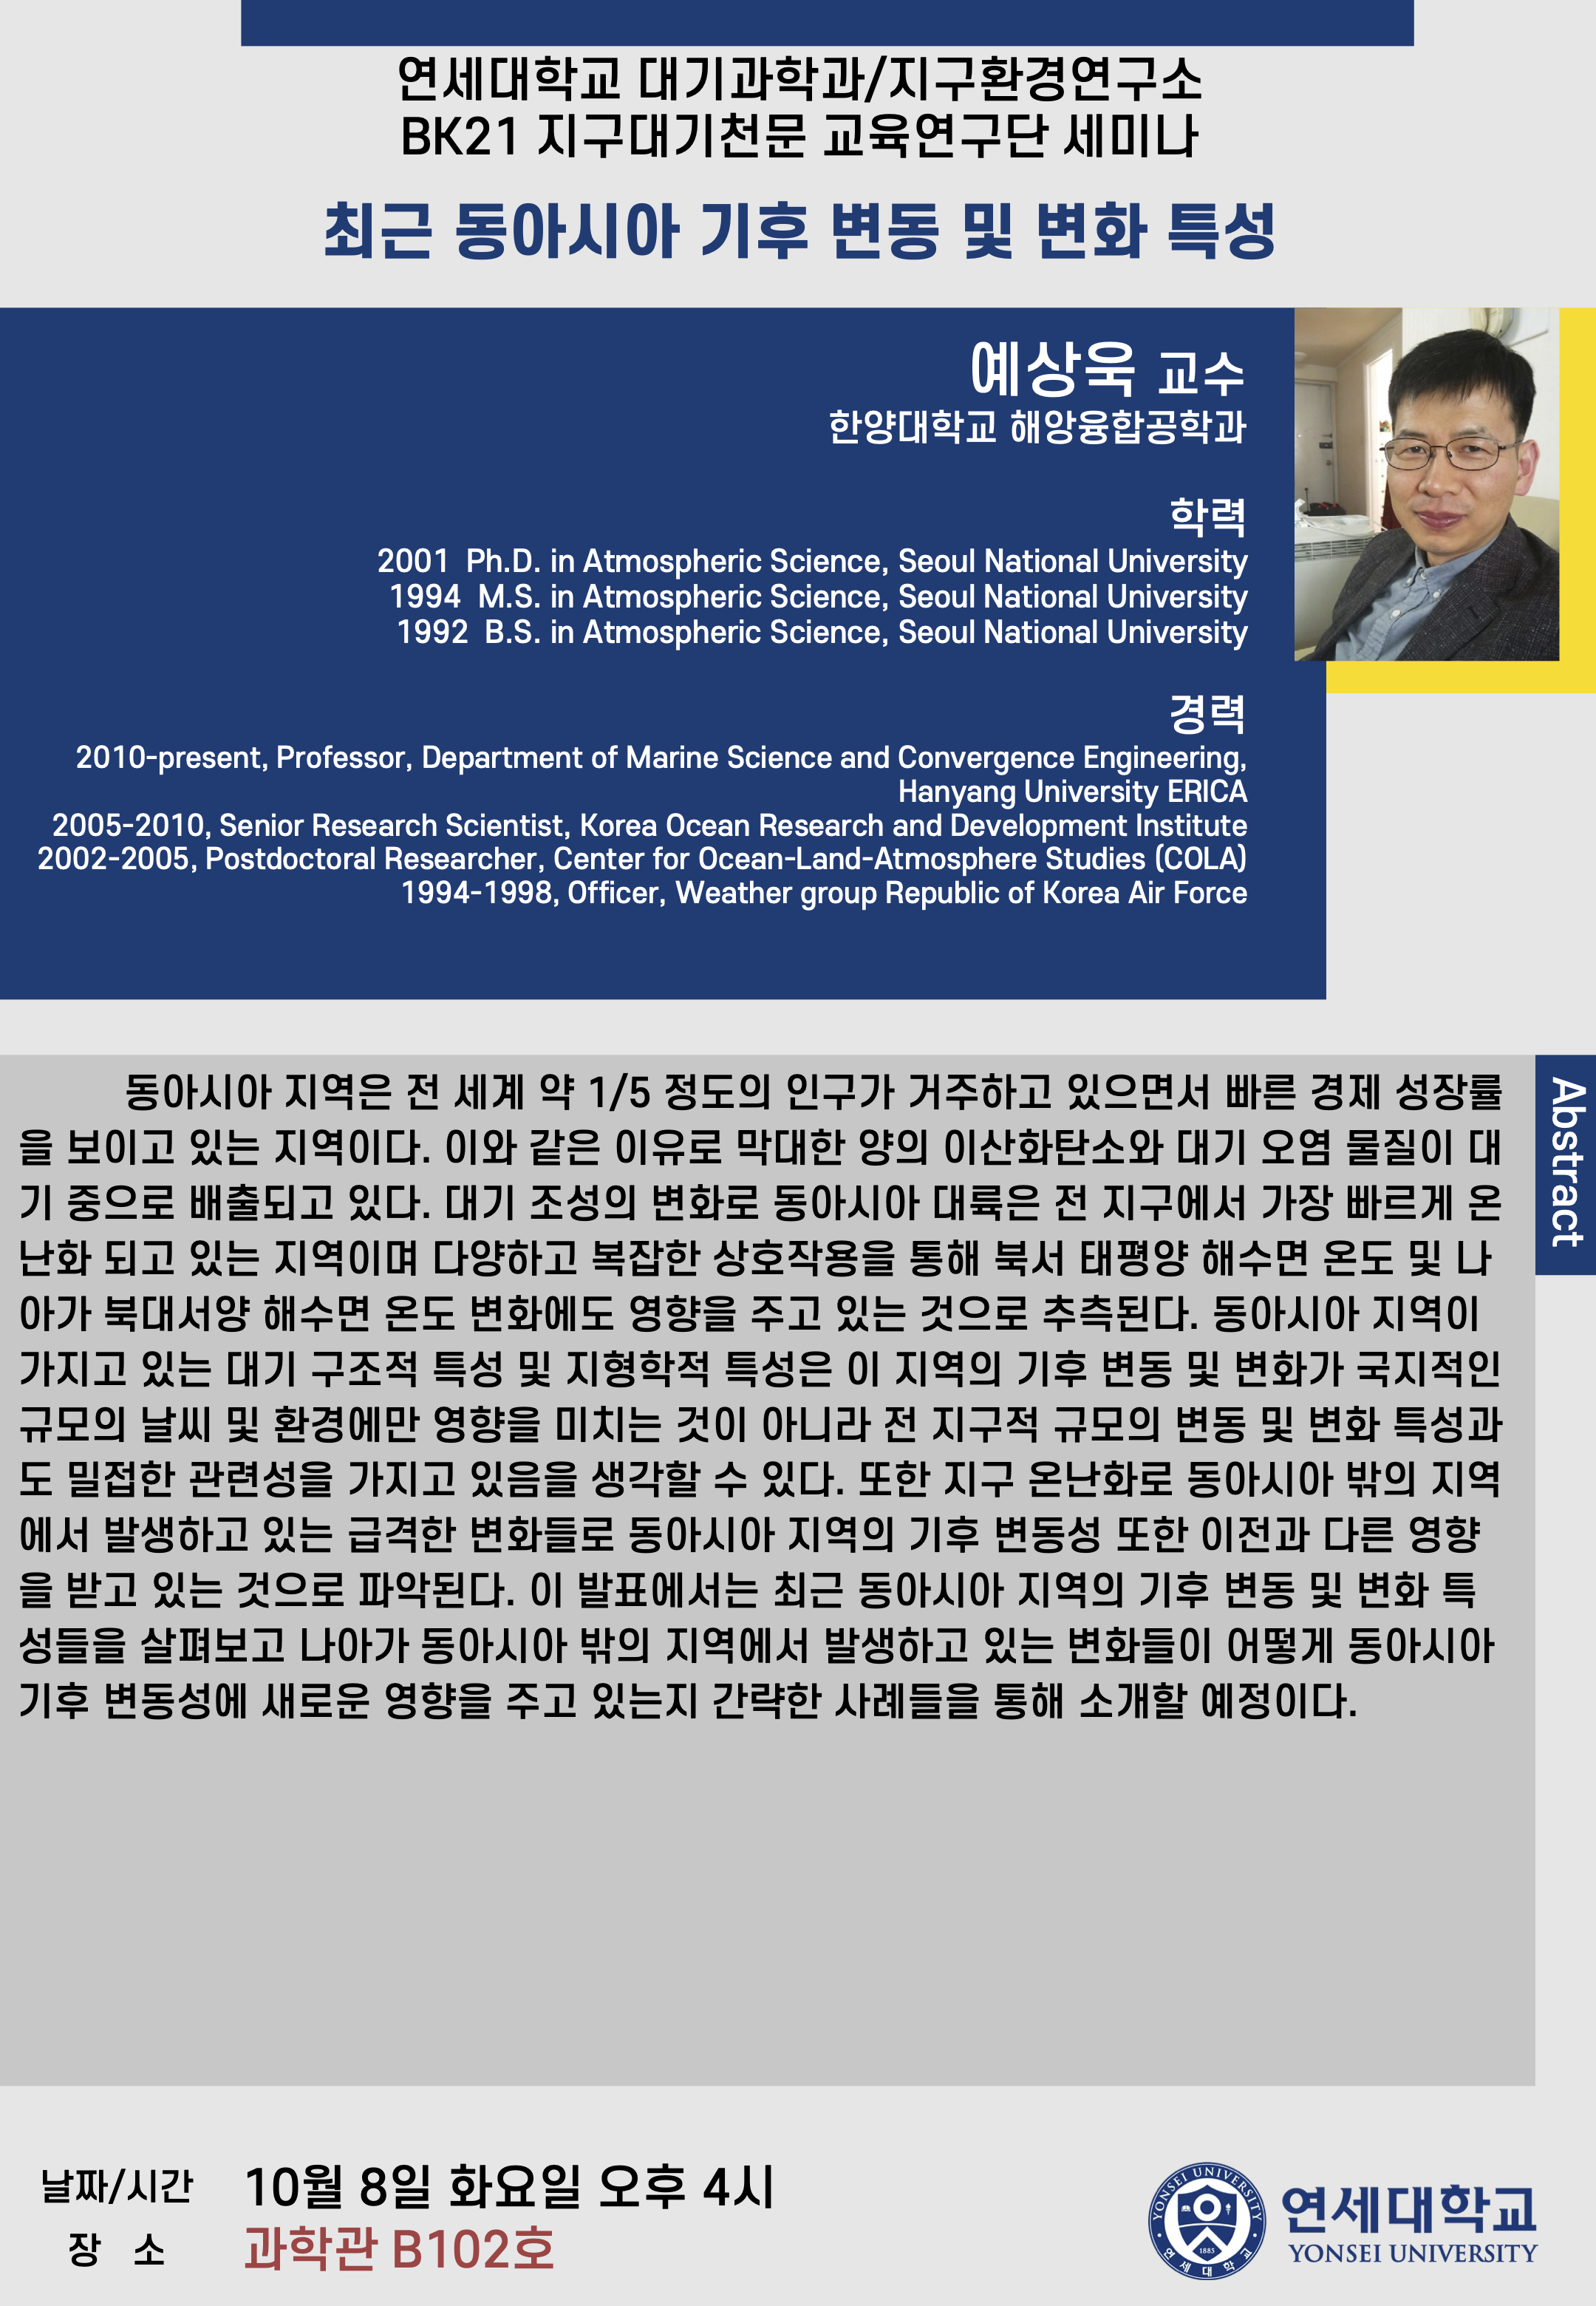 연세대학교 대기과학과/지구환경연구소
BK21 지구대기천문 교육연구단 세미나
최근 동아시아 기후 변동 및 변화 특성
예상욱 교수
한양대학교 해양융합공학과
학력
2001 Ph.D. in Atmospheric Science, Seoul National University
1994 M.S. in Atmospheric Science, Seoul National University
1992 B.S. in Atmospheric Science, Seoul National University
경력
2010-present, Professor, Department of Marine Science and Convergence Engineering,
Hanyang University ERICA
2005-2010, Senior Research Scientist, Korea Ocean Research and Development Institute
2002-2005, Postdoctoral Researcher, Center for Ocean-Land-Atmosphere Studies (COLA)
1994-1998, Officer, Weather group Republic of Korea Air Force
Abstract
동아시아 지역은 전 세계 약 1/5 정도의 인구가 거주하고 있으면서 빠른 경제 성장률
을 보이고 있는 지역이다. 이와 같은 이유로 막대한 양의 이산화탄소와 대기 오염 물질이 대
기 중으로 배출되고 있다. 대기 조성의 변화로 동아시아 대륙은 전 지구에서 가장 빠르게 온
난화 되고 있는 지역이며 다양하고 복잡한 상호작용을 통해 북서 태평양 해수면 온도 및 나
아가 북대서양 해수면 온도 변화에도 영향을 주고 있는 것으로 추측된다. 동아시아 지역이
가지고 있는 대기 구조적 특성 및 지형학적 특성은 이 지역의 기후 변동 및 변화가 국지적인
규모의 날씨 및 환경에만 영향을 미치는 것이 아니라 전 지구적 규모의 변동 및 변화 특성과
도 밀접한 관련성을 가지고 있음을 생각할 수 있다. 또한 지구 온난화로 동아시아 밖의 지역
에서 발생하고 있는 급격한 변화들로 동아시아 지역의 기후 변동성 또한 이전과 다른 영향
을 받고 있는 것으로 파악된다. 이 발표에서는 최근 동아시아 지역의 기후 변동 및 변화 특
성들을 살펴보고 나아가 동아시아 밖의 지역에서 발생하고 있는 변화들이 어떻게 동아시아
기후 변동성에 새로운 영향을 주고 있는지 간략한 사례들을 통해 소개할 예정이다.
날짜/시간 10월 8일 화요일 오후 4시
장 소 과학관 B102호
YONSEI UNIVERSITY
1885
연세대학교
연세대학교
YONSEI UNIVERSITY